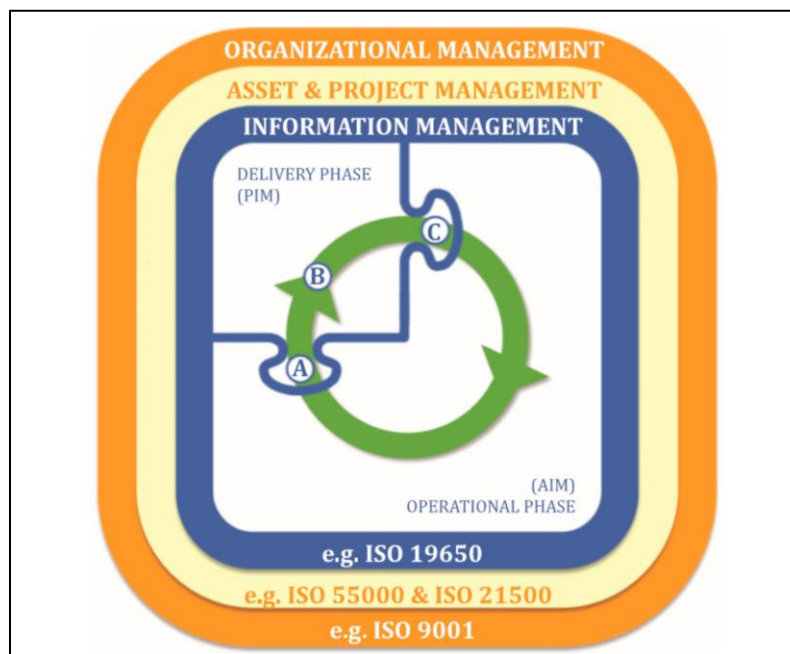 ORGANIZATIONAL MANAGEMENT
ASSET & PROJECT MANAGEMENT
INFORMATION MANAGEMENT
DELIVERY PHASE
(PIM)
C
B
A
(AIM)
OPERATIONAL PHASE
e.g. ISO 19650
e.g. ISO 55000 & ISO 21500
e.g. ISO 9001